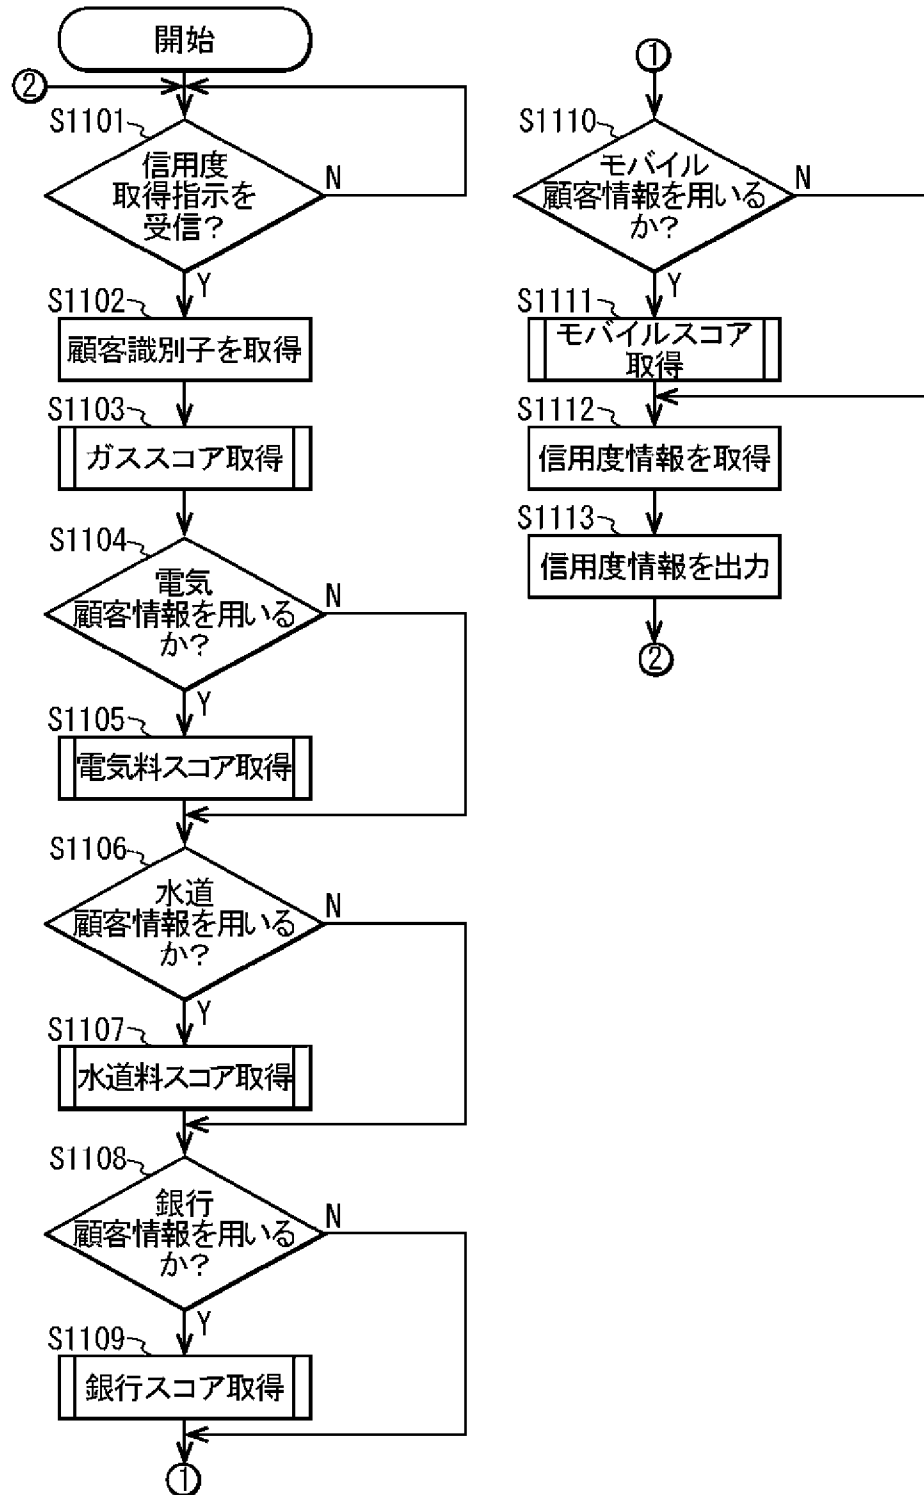 開始
②
S1101
信用度
取得指示を
受信?
N
Y
S1102
顧客識別子を取得
S1103
ガススコア取得
S1104
電気
顧客情報を用いる
か?
N
Y
S1105
電気料スコア取得
S1106
水道
顧客情報を用いる
か?
N
Y
S1107
水道料スコア取得
S1108
銀行
顧客情報を用いる
か?
N
Y
S1109
銀行スコア取得
①
①
S1110
モバイル
顧客情報を用いる
か?
N
Y
S1111
モバイルスコア
取得
S1112
信用度情報を取得
S1113
信用度情報を出力
②